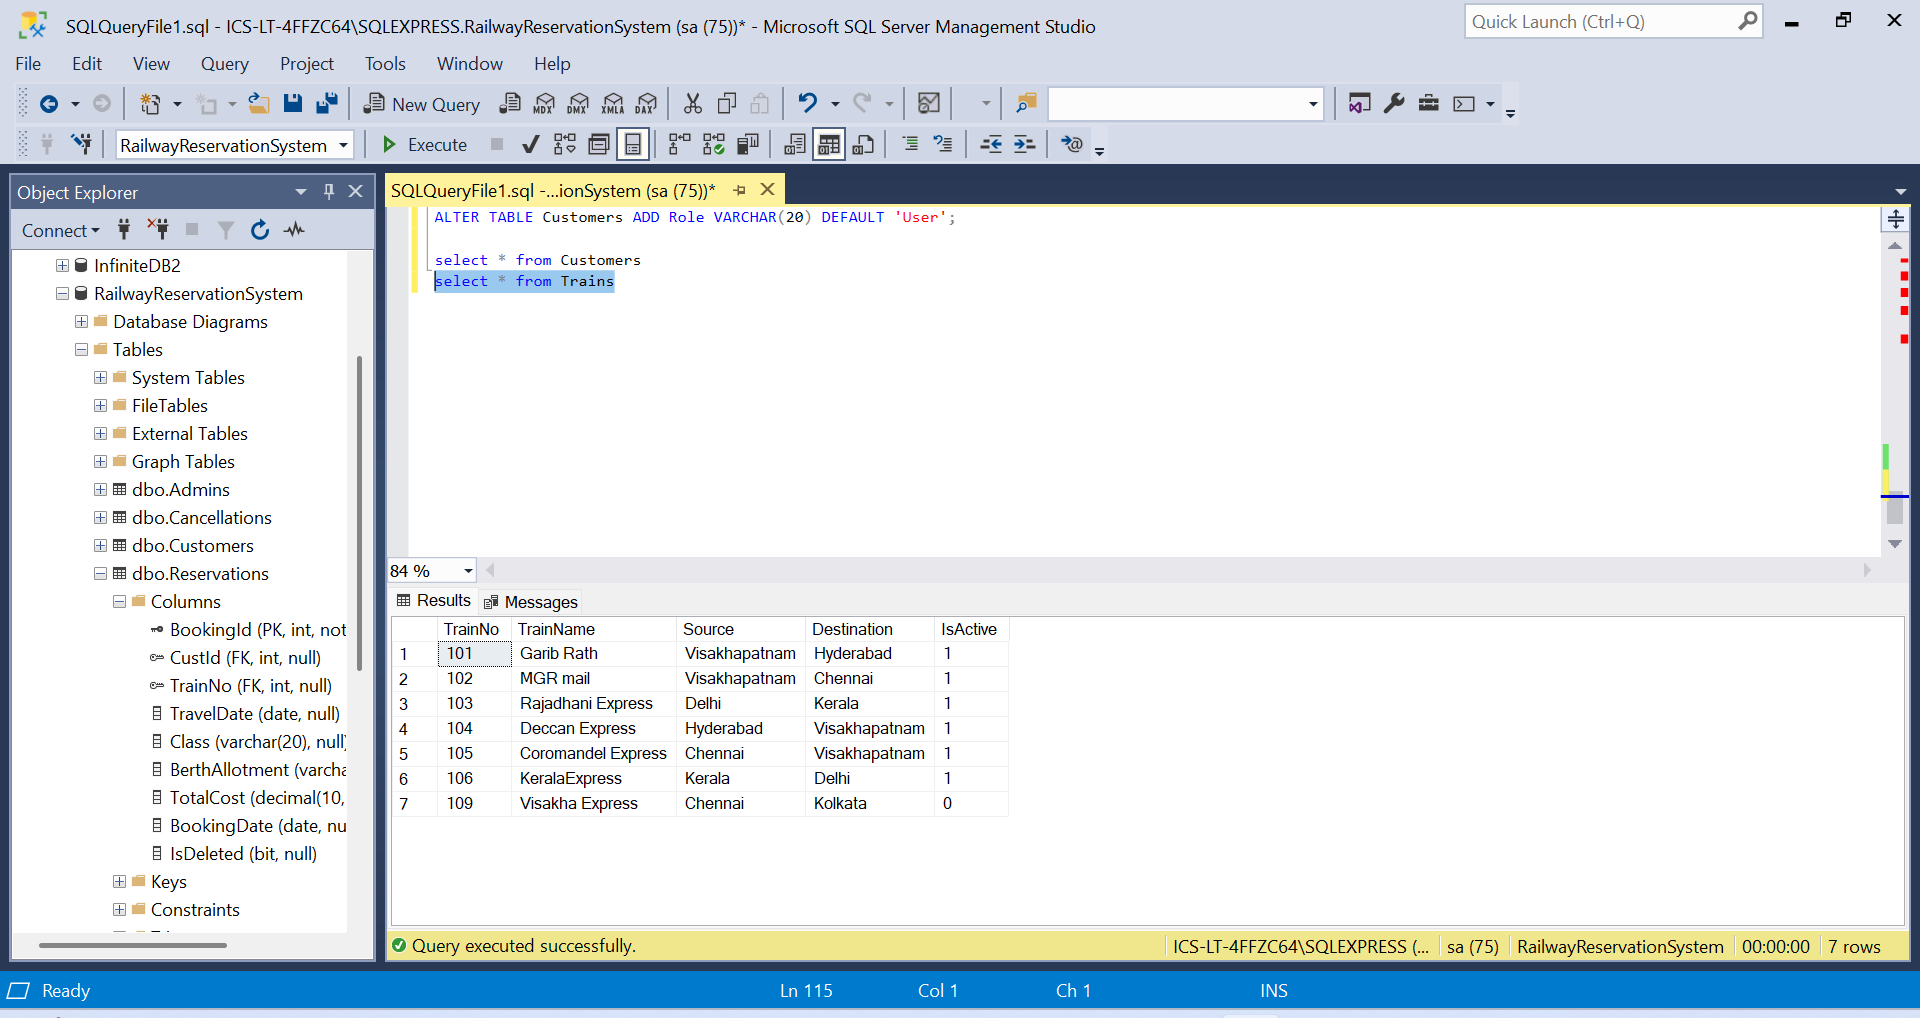 SQLQueryFile1.sql - ICS-LT-4FFZC64\SQLEXPRESS.RailwayReservationSystem (sa (75))* - Microsoft SQL Server Management Studio
Quick Launch (Ctrl+Q)
File Edit View Query Project Tools Window Help
New Query MDX DMX XMLA DAX
RailwayReservationSystem Execute
Object Explorer
Connect
InfiniteDB2
RailwayReservationSystem
Database Diagrams
Tables
System Tables
FileTables
External Tables
Graph Tables
dbo.Admins
dbo.Cancellations
dbo.Customers
dbo.Reservations
Columns
BookingId (PK, int, not
CustId (FK, int, null)
TrainNo (FK, int, null)
TravelDate (date, null)
Class (varchar(20), null)
BerthAllotment (varcha
TotalCost (decimal(10,
BookingDate (date, nu
IsDeleted (bit, null)
Keys
Constraints
SQLQueryFile1.sql -...ionSystem (sa (75))*
ALTER TABLE Customers ADD Role VARCHAR(20) DEFAULT 'User';
select * from Customers
select * from Trains
84 %
Results Messages
TrainNo TrainName Source Destination IsActive
1 101 Garib Rath Visakhapatnam Hyderabad 1
2 102 MGR mail Visakhapatnam Chennai 1
3 103 Rajadhani Express Delhi Kerala 1
4 104 Deccan Express Hyderabad Visakhapatnam 1
5 105 Coromandel Express Chennai Visakhapatnam 1
6 106 KeralaExpress Kerala Delhi 1
7 109 Visakha Express Chennai Kolkata 0
Query executed successfully. ICS-LT-4FFZC64\SQLEXPRESS (... sa (75) RailwayReservationSystem 00:00:00 7 rows
Ready Ln 115 Col 1 Ch 1 INS